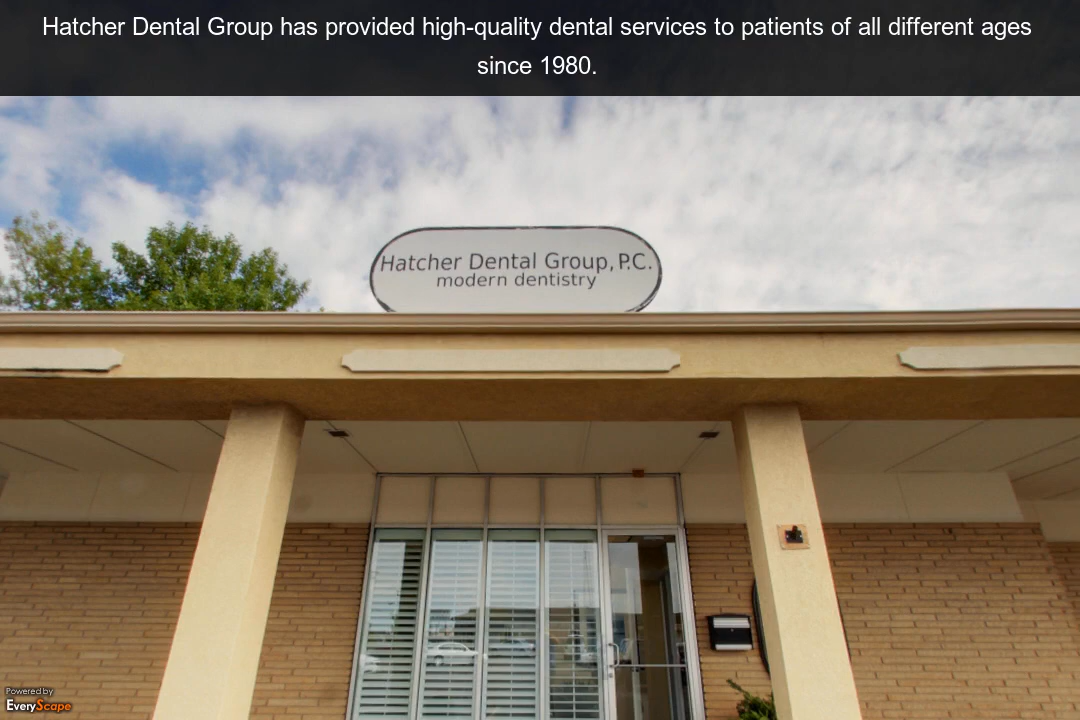 Hatcher Dental Group has provided high-quality dental services to patients of all different ages
since 1980.
Hatcher Dental Group, P.C.
modern dentistry
Powered by
EveryScape